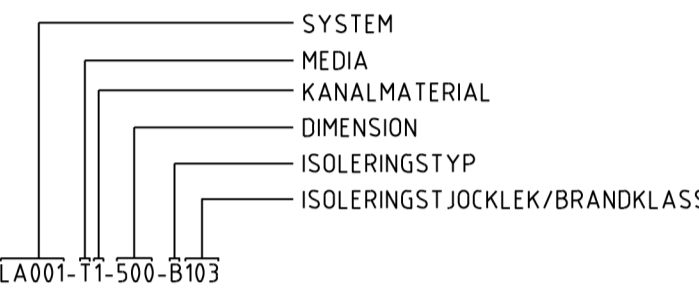 SYSTEM
MEDIA
KANALMATERIAL
DIMENSION
ISOLERINGSTYP
ISOLERINGSTJOCKLEK/BRANDKLASS
LA001-T1-500-B103